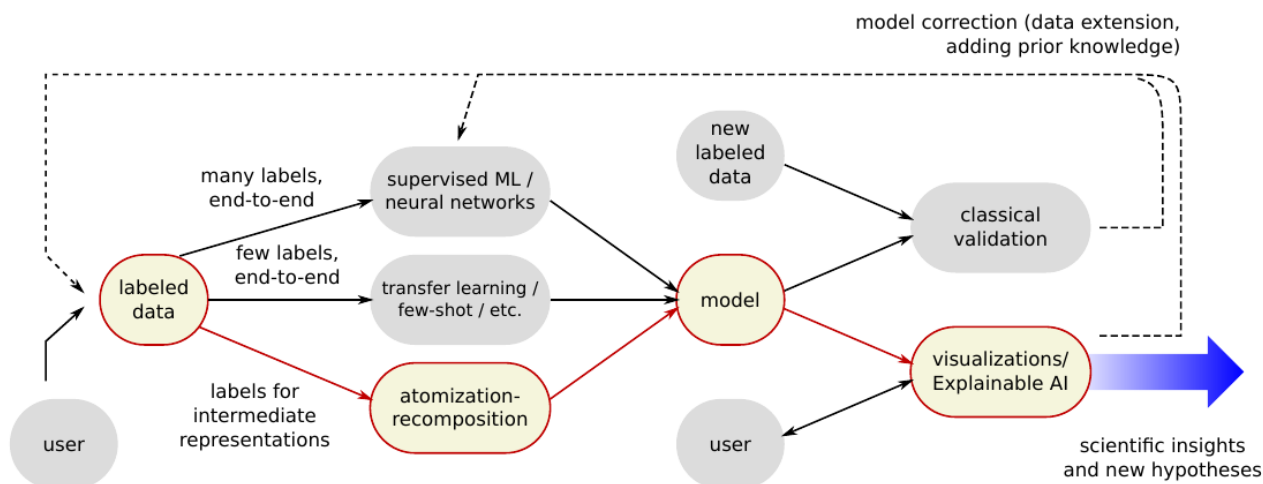 model correction (data extension,
adding prior knowledge)
new
labeled
data
many labels,
end-to-end
supervised ML /
neural networks
classical
validation
few labels,
end-to-end
labeled
data
transfer learning /
few-shot / etc.
model
visualizations/
Explainable AI
labels for
intermediate
representations
atomization-
recomposition
user
user
scientific insights
and new hypotheses